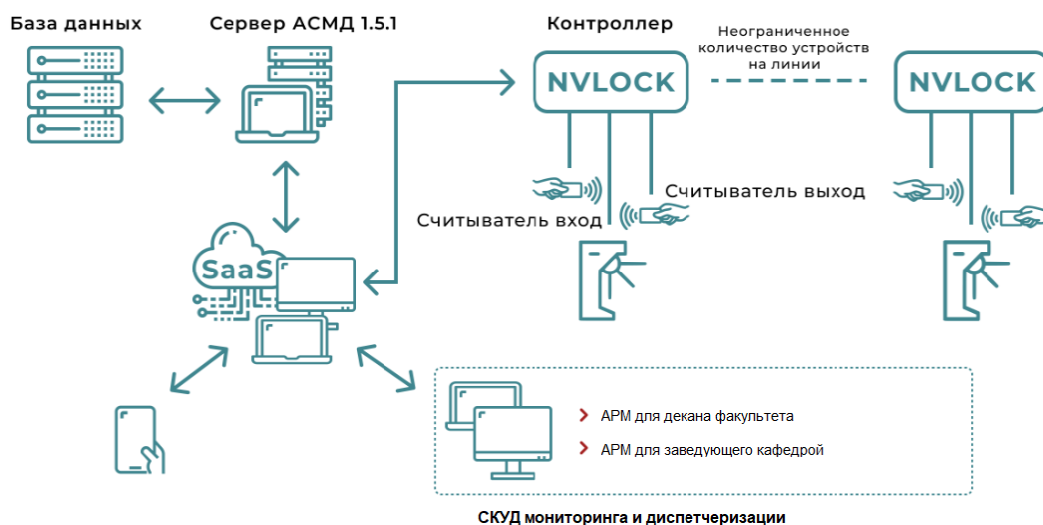 База данных
Сервер АСМД 1.5.1
Контроллер
Неограниченное
количество устройств
на линии
NVLOCK
NVLOCK
Считыватель вход
Считыватель выход
SaaS
АРМ для декана факультета
АРМ для заведующего кафедрой
СКУД мониторинга и диспетчеризации